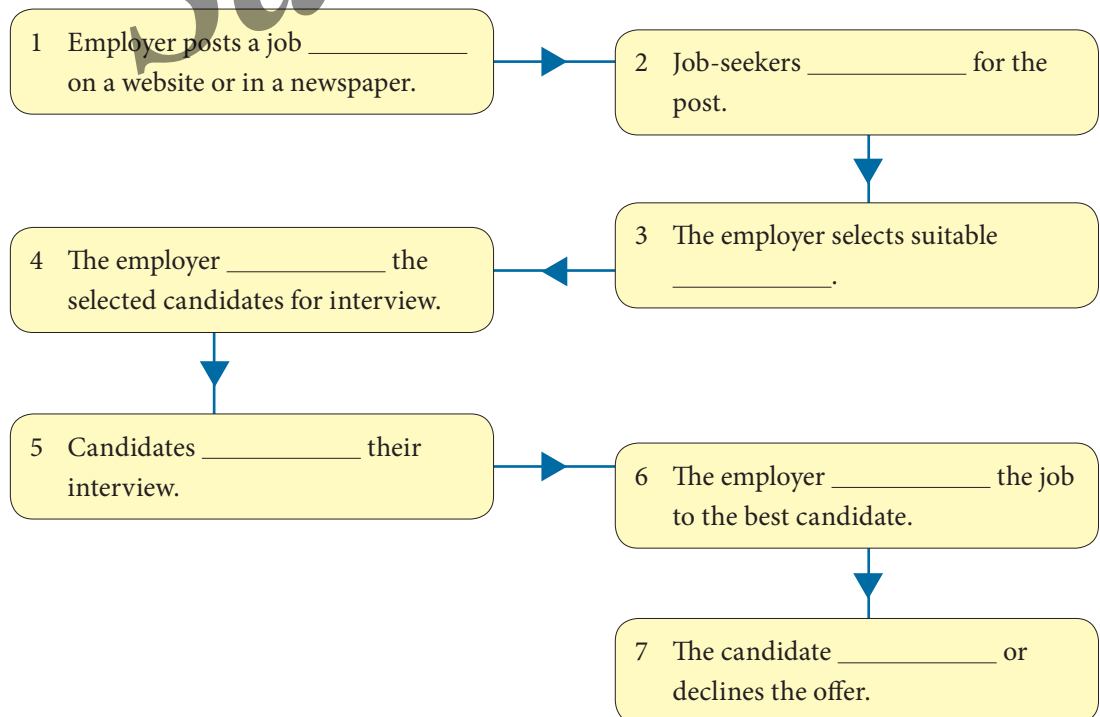 1 Employer posts a job ____________
on a website or in a newspaper.
2 Job-seekers ____________ for the
post.
3 The employer selects suitable
____________.
4 The employer ____________ the
selected candidates for interview.
5 Candidates ____________ their
interview.
6 The employer ____________ the job
to the best candidate.
7 The candidate ____________ or
declines the offer.